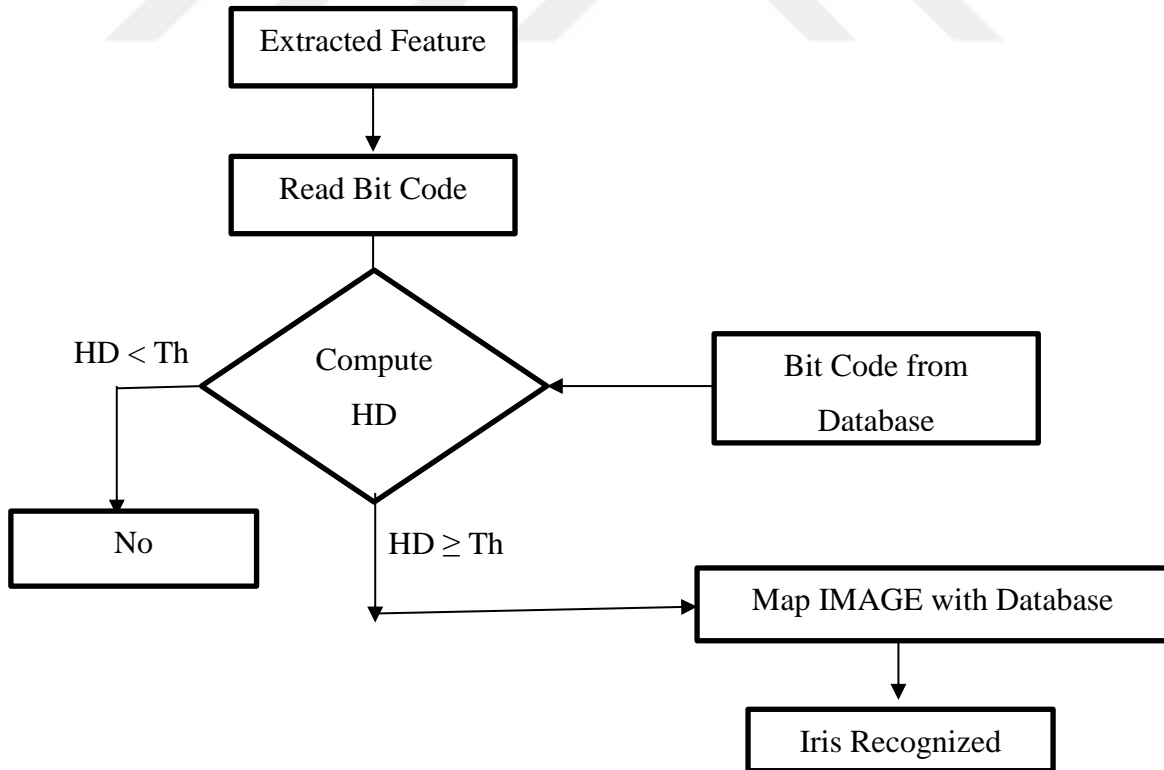 Extracted Feature
Read Bit Code
HD < Th
Compute
HD
Bit Code from
Database
No
HD ≥ Th
Map IMAGE with Database
Iris Recognized